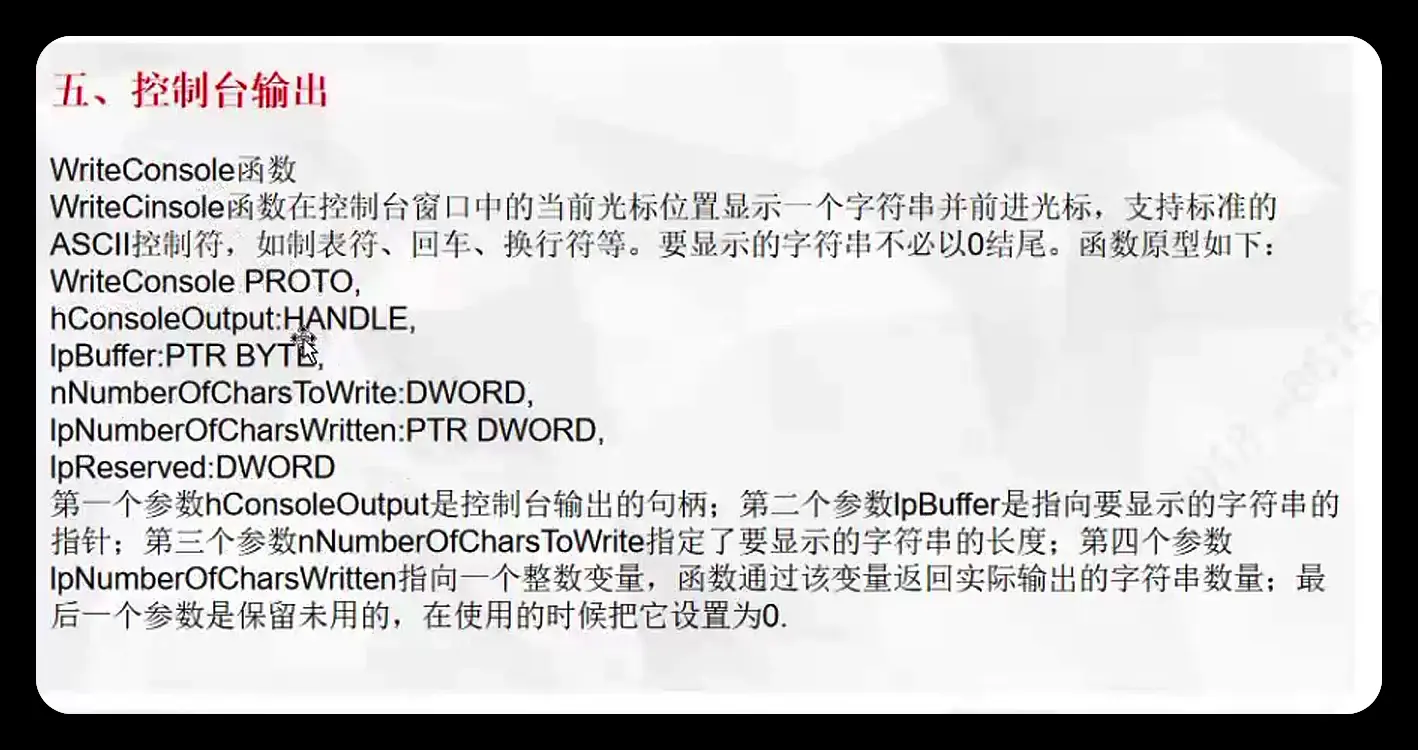 五、控制台输出
WriteConsole函数
WriteCinsole函数在控制台窗口中的当前光标位置显示一个字符串并前进光标，支持标准的
ASCII控制符，如制表符、回车、换行符等。要显示的字符串不必以0结尾。函数原型如下：
WriteConsole PROTO,
hConsoleOutput:HANDLE,
lpBuffer:PTR BYTE,
nNumberOfCharsToWrite:DWORD,
lpNumberOfCharsWritten:PTR DWORD,
lpReserved:DWORD
第一个参数hConsoleOutput是控制台输出的句柄；第二个参数lpBuffer是指向要显示的字符串的
指针；第三个参数nNumberOfCharsToWrite指定了要显示的字符串的长度；第四个参数
lpNumberOfCharsWritten指向一个整数变量，函数通过该变量返回实际输出的字符串数量；最
后一个参数是保留未用的，在使用的时候把它设置为0.